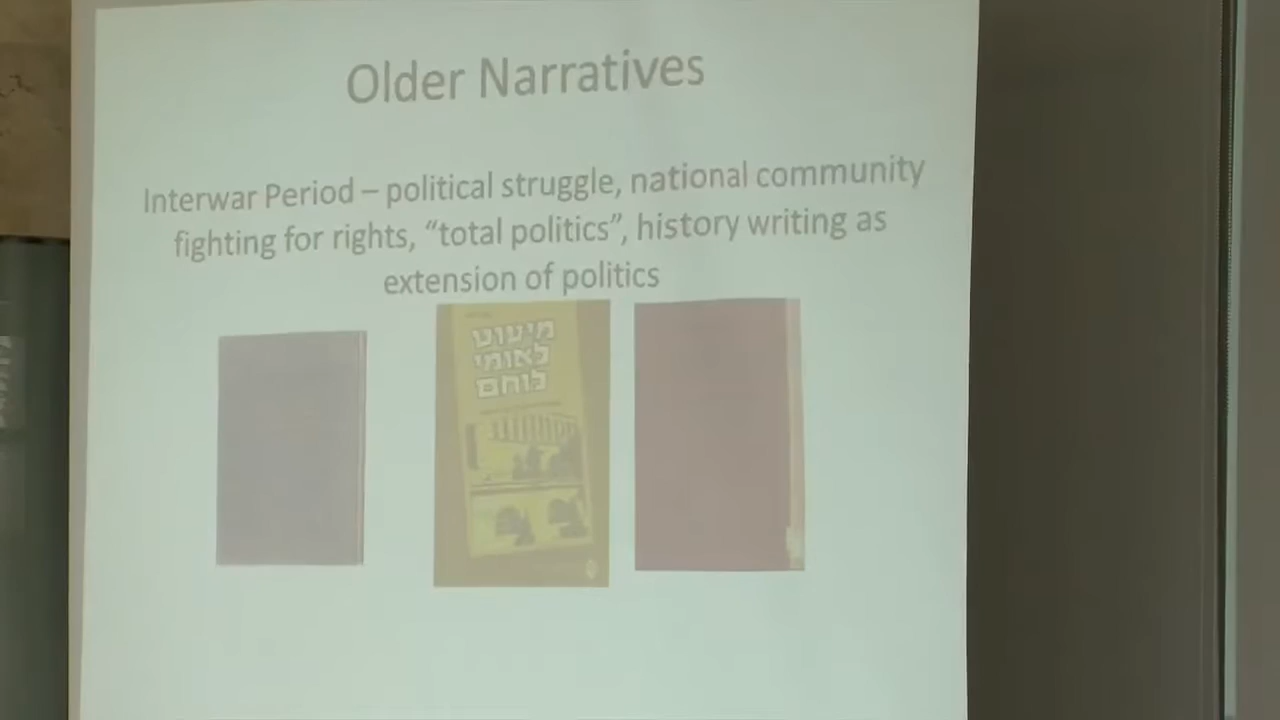 Older Narratives
Interwar Period – political struggle, national community
fighting for rights, “total politics”, history writing as
extension of politics
מיעוט
לאומי
לוחם